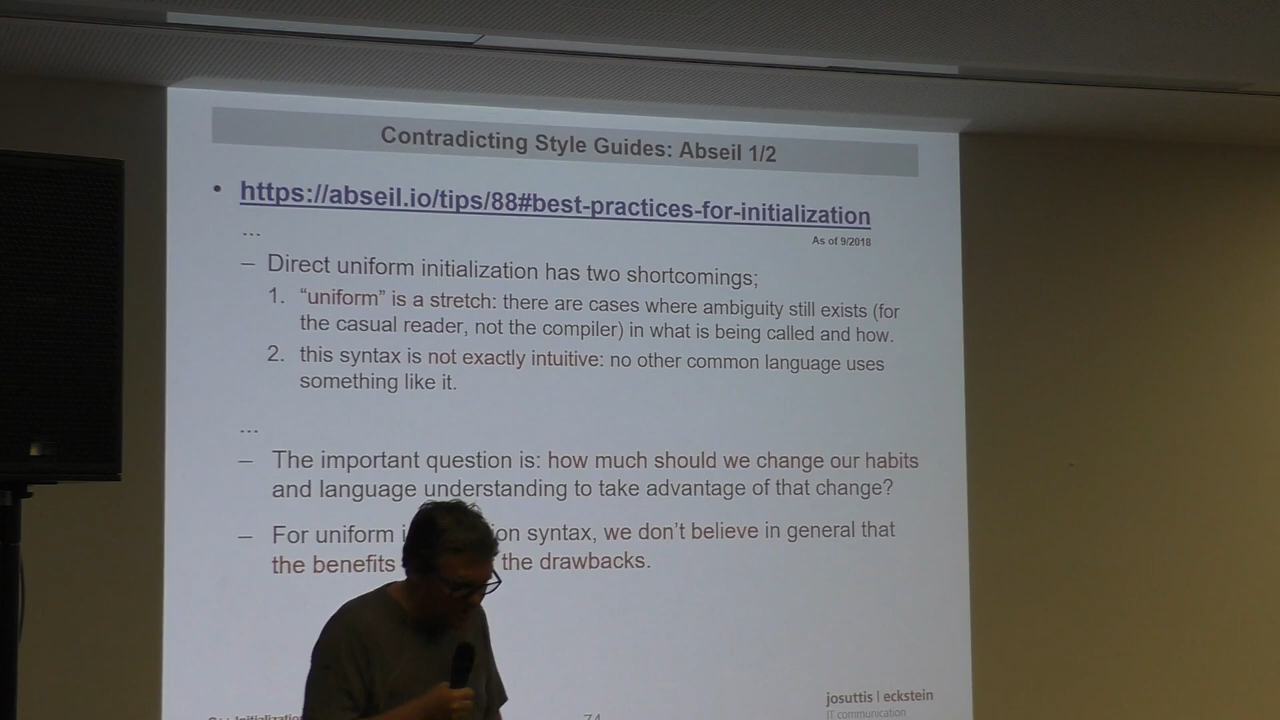 Contradicting Style Guides: Abseil 1/2
• https://abseil.io/tips/88#best-practices-for-initialization
...
As of 9/2018
– Direct uniform initialization has two shortcomings;
1. “uniform” is a stretch: there are cases where ambiguity still exists (for
the casual reader, not the compiler) in what is being called and how.
2. this syntax is not exactly intuitive: no other common language uses
something like it.
...
– The important question is: how much should we change our habits
and language understanding to take advantage of that change?
– For uniform on syntax, we don’t believe in general that
the benefits the drawbacks.
josuttis | eckstein
IT communication
C++ Initialization
74